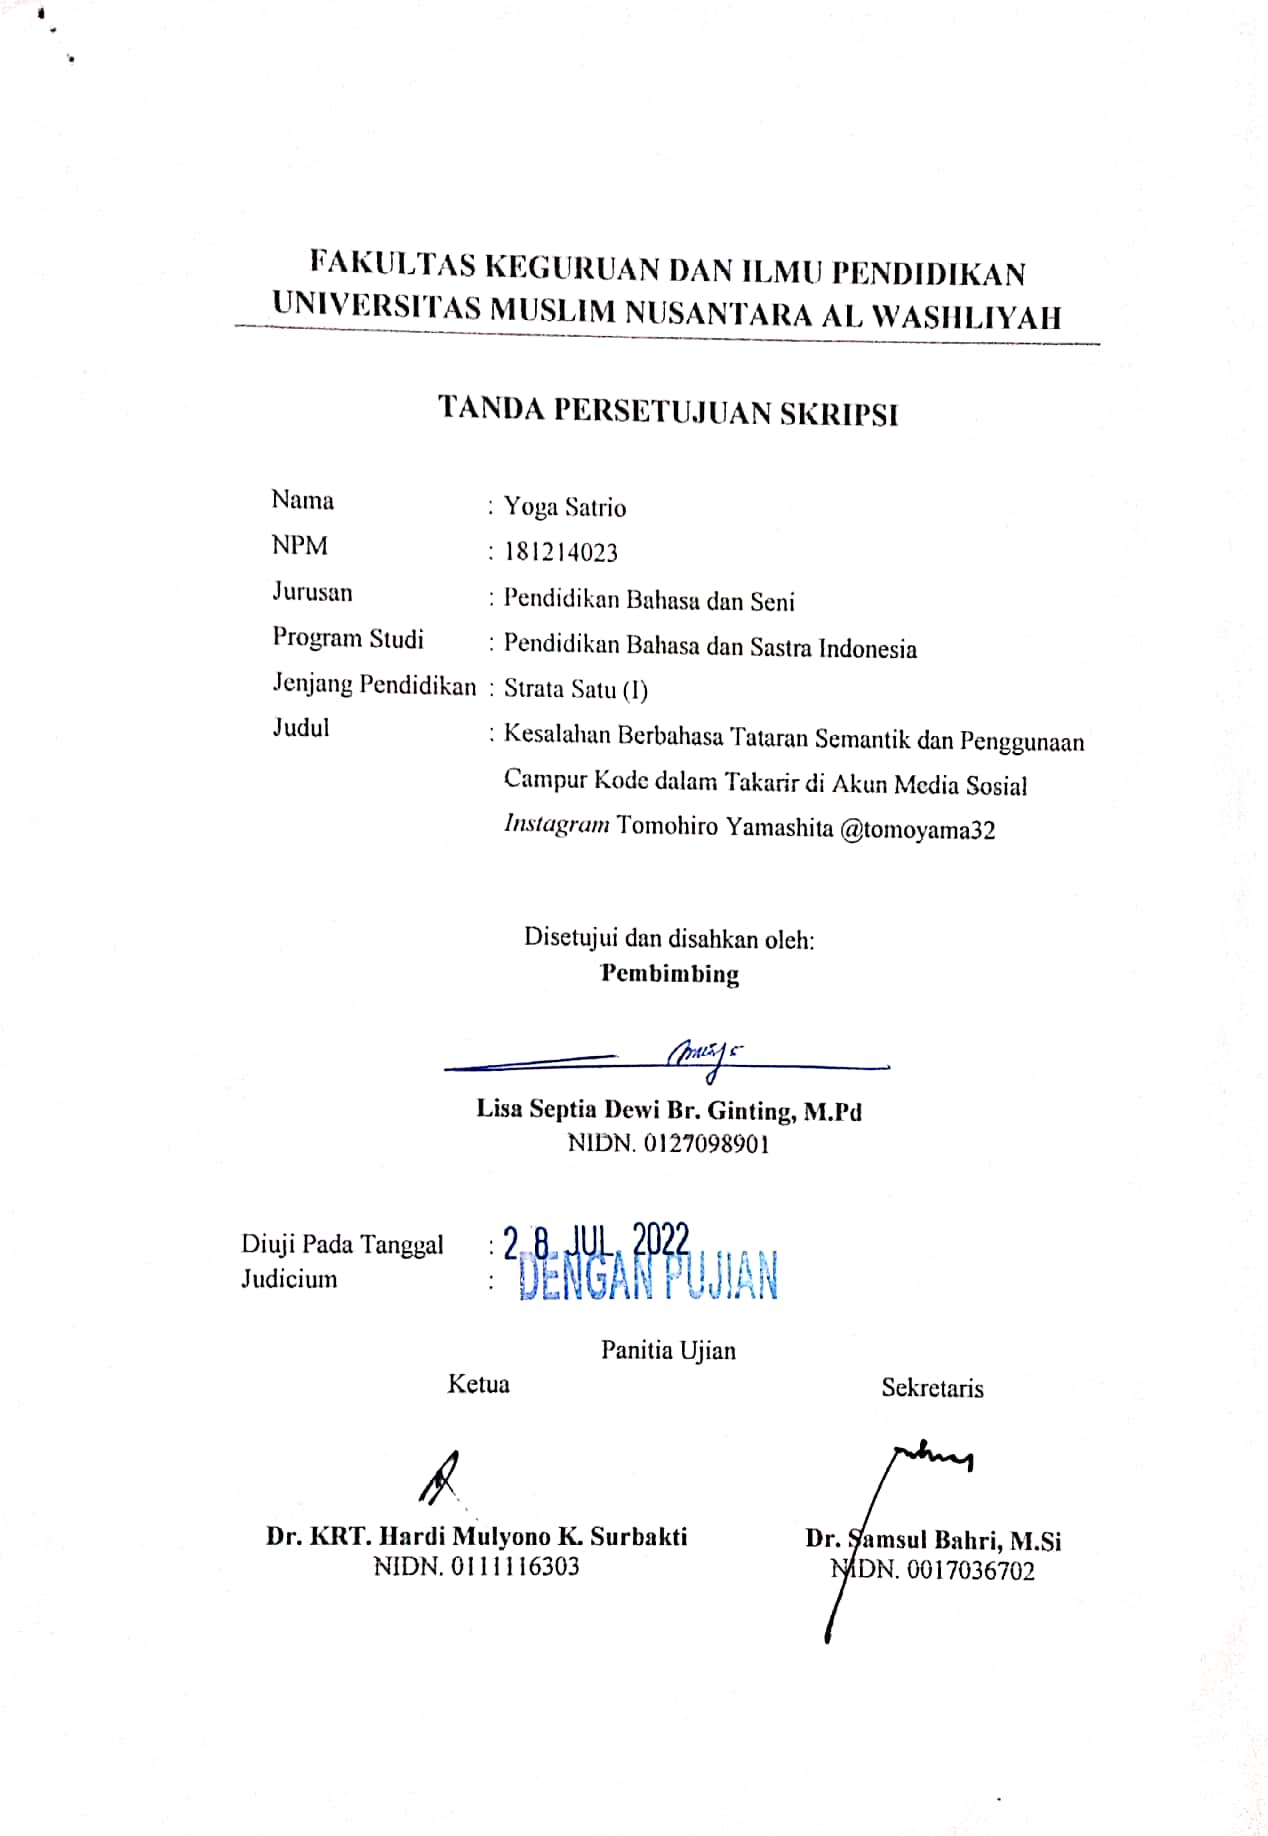 FAKULTAS KEGURUAN DAN ILMU PENDIDIKAN
UNIVERSITAS MUSLIM NUSANTARA AL WASHLIYAH
TANDA PERSETUJUAN SKRIPSI
Nama : Yoga Satrio
NPM : 181214023
Jurusan : Pendidikan Bahasa dan Seni
Program Studi : Pendidikan Bahasa dan Sastra Indonesia
Jenjang Pendidikan : Strata Satu (I)
Judul : Kesalahan Berbahasa Tataran Semantik dan Penggunaan
Campur Kode dalam Takarir di Akun Media Sosial
Instagram Tomohiro Yamashita @tomoyama32
Disetujui dan disahkan oleh:
Pembimbing
Lisa Septia Dewi Br. Ginting, M.Pd
NIDN. 0127098901
Diuji Pada Tanggal : 28 JUL 2022
Judicium : DENGAN PUJIAN
Panitia Ujian
Ketua Sekretaris
Dr. KRT. Hardi Mulyono K. Surbakti Dr. Samsul Bahri, M.Si
NIDN. 0111116303 NIDN. 0017036702